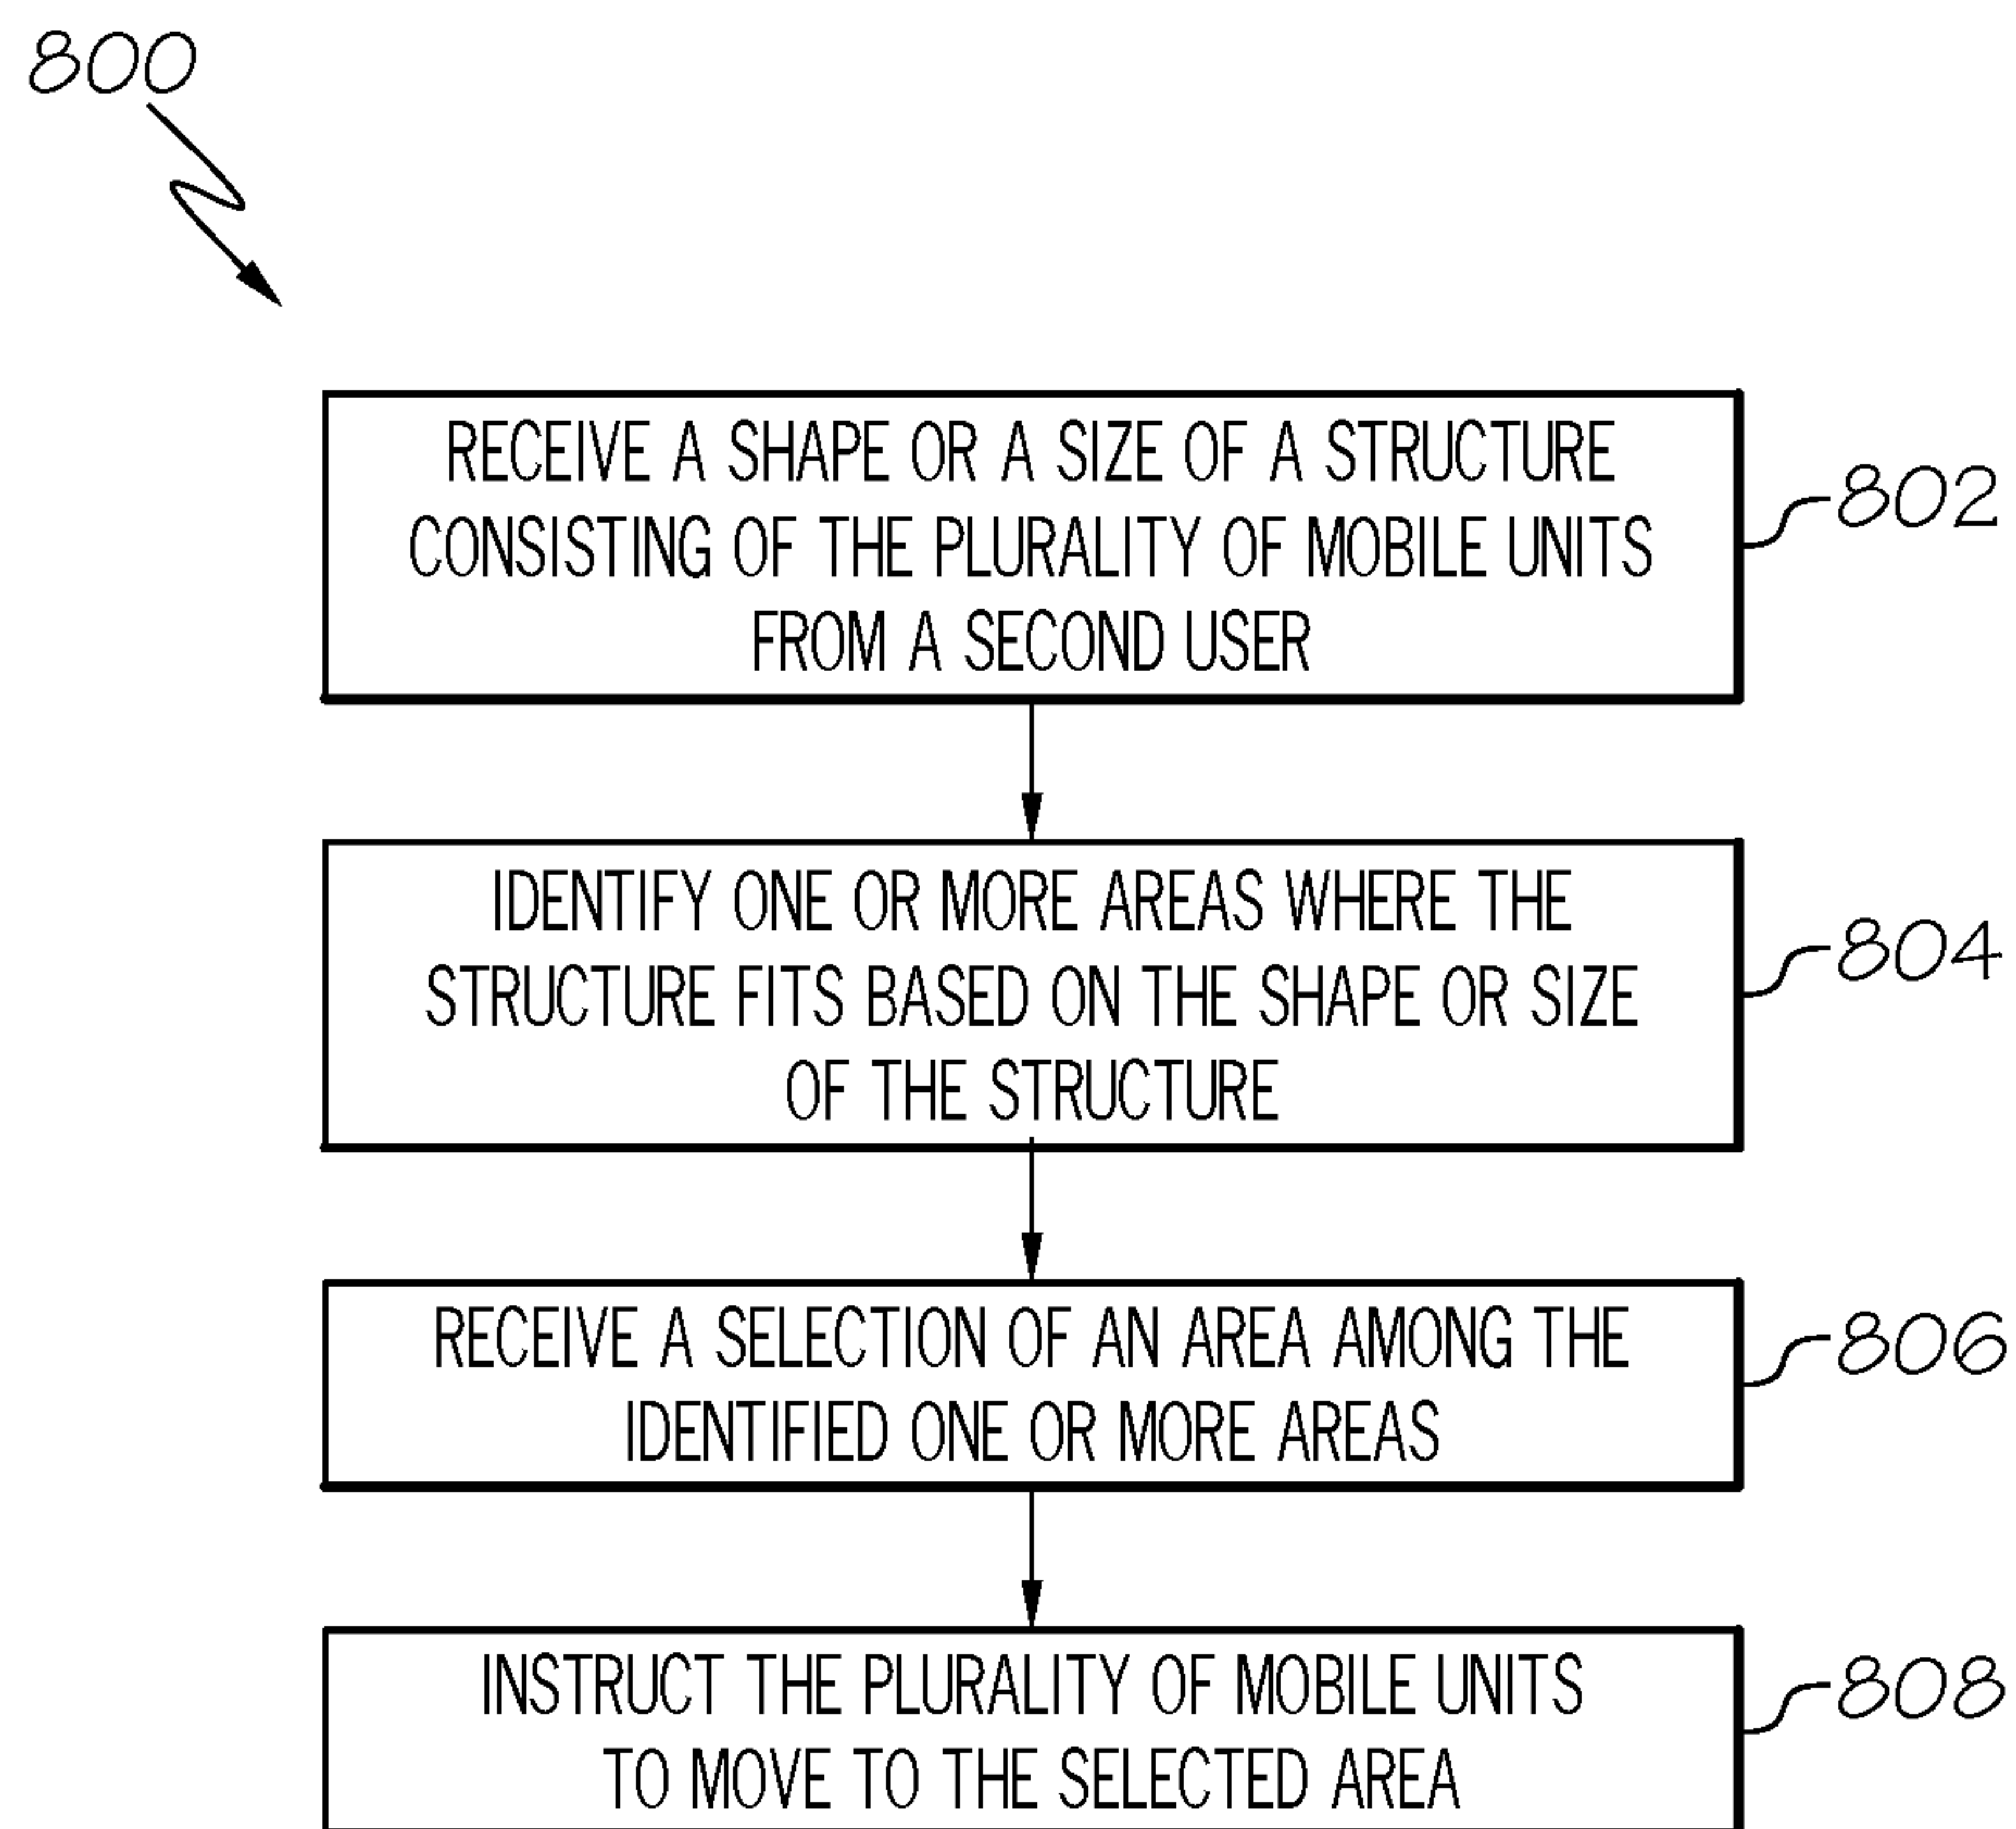 800
RECEIVE A SHAPE OR A SIZE OF A STRUCTURE
CONSISTING OF THE PLURALITY OF MOBILE UNITS
FROM A SECOND USER
802
IDENTIFY ONE OR MORE AREAS WHERE THE
STRUCTURE FITS BASED ON THE SHAPE OR SIZE
OF THE STRUCTURE
804
RECEIVE A SELECTION OF AN AREA AMONG THE
IDENTIFIED ONE OR MORE AREAS
806
INSTRUCT THE PLURALITY OF MOBILE UNITS
TO MOVE TO THE SELECTED AREA
808